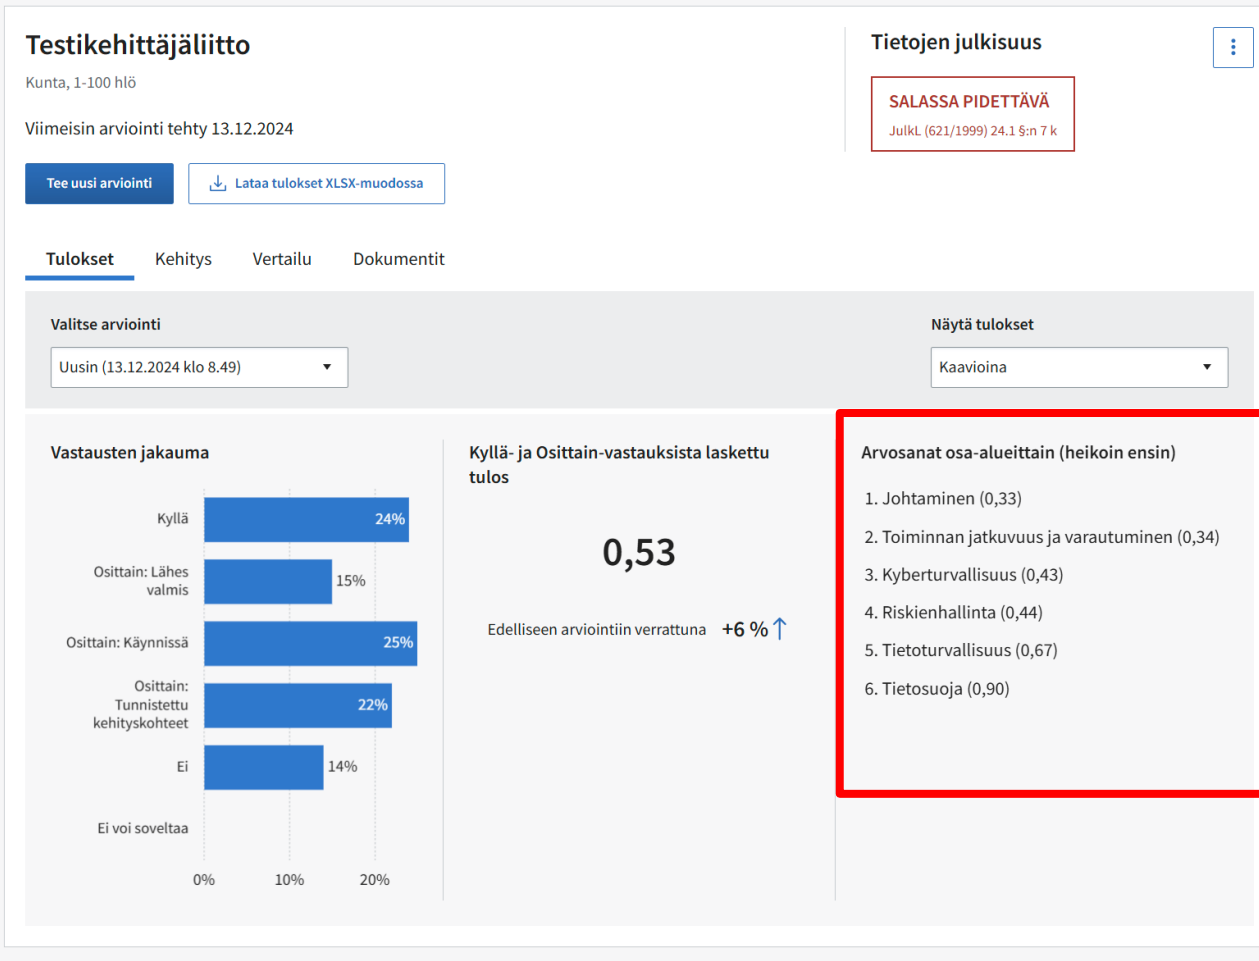 Testikehittäjäliitto
Kunta, 1-100 hlö
Viimeisin arviointi tehty 13.12.2024
Tee uusi arviointi
Lataa tulokset XLSX-muodossa
Tietojen julkisuus
SALASSA PIDETTÄVÄ
JulkL (621/1999) 24.1 §:n 7 k
Tulokset Kehitys Vertailu Dokumentit
Valitse arviointi
Uusin (13.12.2024 klo 8.49)
Näytä tulokset
Kaavioina
Vastausten jakauma
Kyllä 24%
Osittain: Lähes
valmis 15%
Osittain: Käynnissä 25%
Osittain:
Tunnistettu 22%
kehityskohteet
Ei 14%
Ei voi soveltaa
0% 10% 20%
Kyllä- ja Osittain-vastauksista laskettu
tulos
0,53
Edelliseen arviointiin verrattuna +6 %
Arvosanat osa-alueittain (heikoin ensin)
1. Johtaminen (0,33)
2. Toiminnan jatkuvuus ja varautuminen (0,34)
3. Kyberturvallisuus (0,43)
4. Riskienhallinta (0,44)
5. Tietoturvallisuus (0,67)
6. Tietosuoja (0,90)